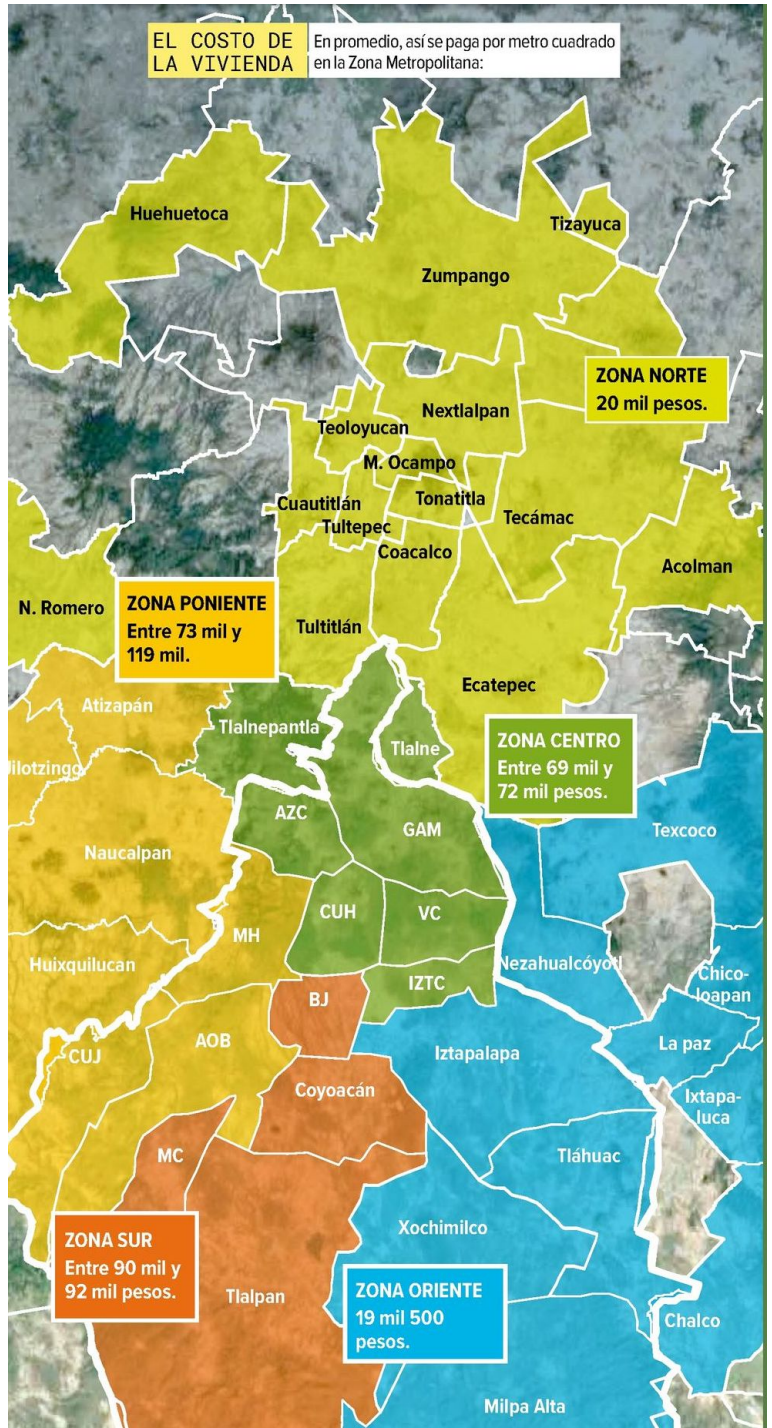 EL COSTO DE
LA VIVIENDA
En promedio, así se paga por metro cuadrado
en la Zona Metropolitana:
Huehuetoca
Tizayuca
Zumpango
ZONA NORTE
20 mil pesos.
Nextlalpan
Teoloyucan
M. Ocampo
Cuautitlán
Tonatitla
Tultepec
Tecámac
Coacalco
Acolman
N. Romero
ZONA PONIENTE
Entre 73 mil y
119 mil.
Tultitlán
Ecatepec
Atizapán
Tlalnepantla
Tlalne
ZONA CENTRO
Entre 69 mil y
72 mil pesos.
Jilotzingo
AZC
GAM
Texcoco
Naucalpan
CUH
VC
MH
Huixquilucan
Nezahualcóyotl
Chico-
loapan
IZTC
BJ
AOB
CUJ
Iztapalapa
La paz
Coyoacán
Ixtapa-
luca
MC
Tláhuac
Xochimilco
ZONA SUR
Entre 90 mil y
92 mil pesos.
Tlalpan
ZONA ORIENTE
19 mil 500
pesos.
Chalco
Milpa Alta